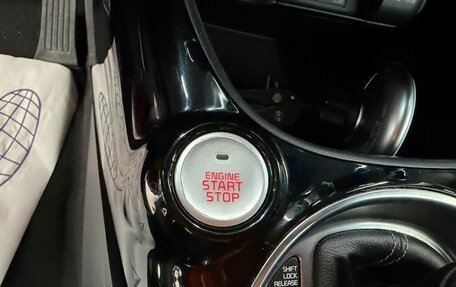 ENGINE
START
STOP
SHIFT
LOCK
RELEASE